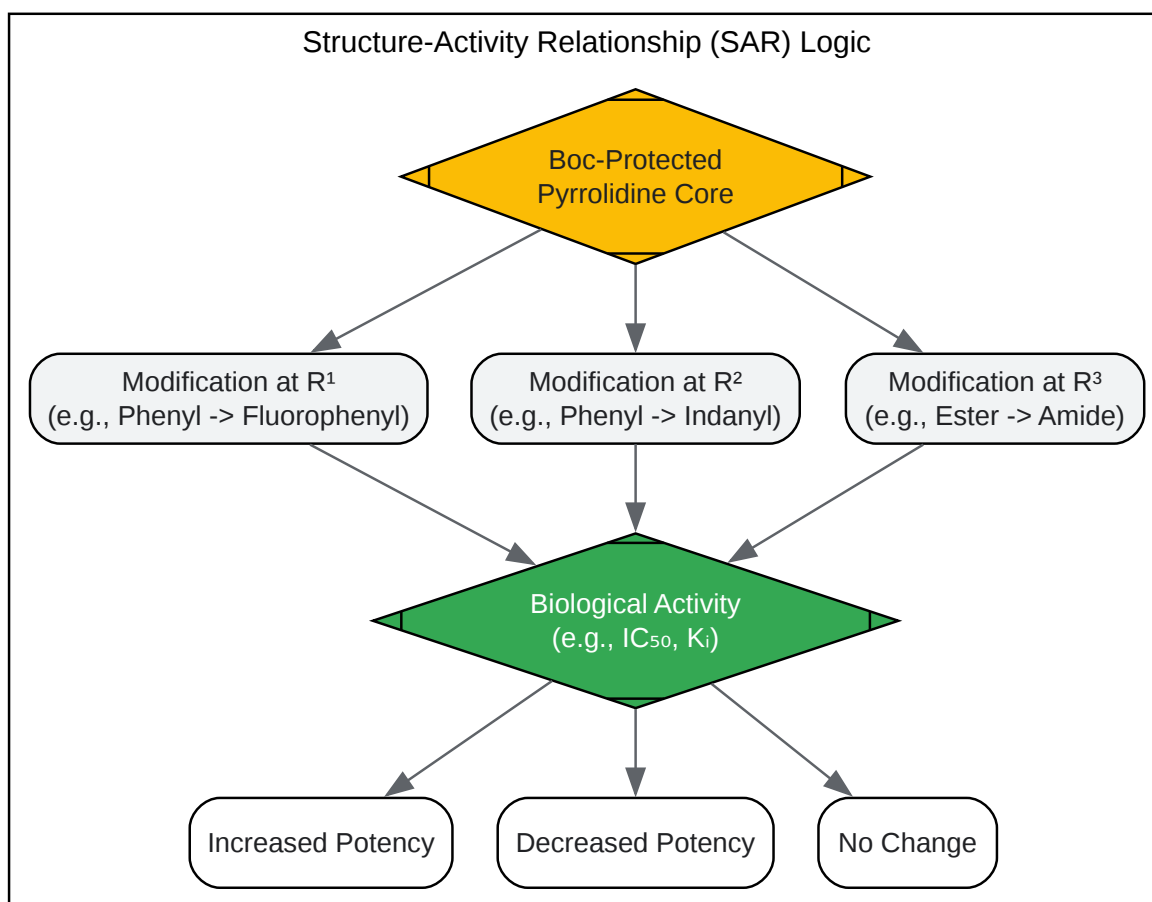 Structure-Activity Relationship (SAR) Logic
Boc-Protected
Pyrrolidine Core
Modification at R¹
(e.g., Phenyl -> Fluorophenyl)
Modification at R²
(e.g., Phenyl -> Indanyl)
Modification at R³
(e.g., Ester -> Amide)
Biological Activity
(e.g., IC₅₀, Kᵢ)
Increased Potency
Decreased Potency
No Change